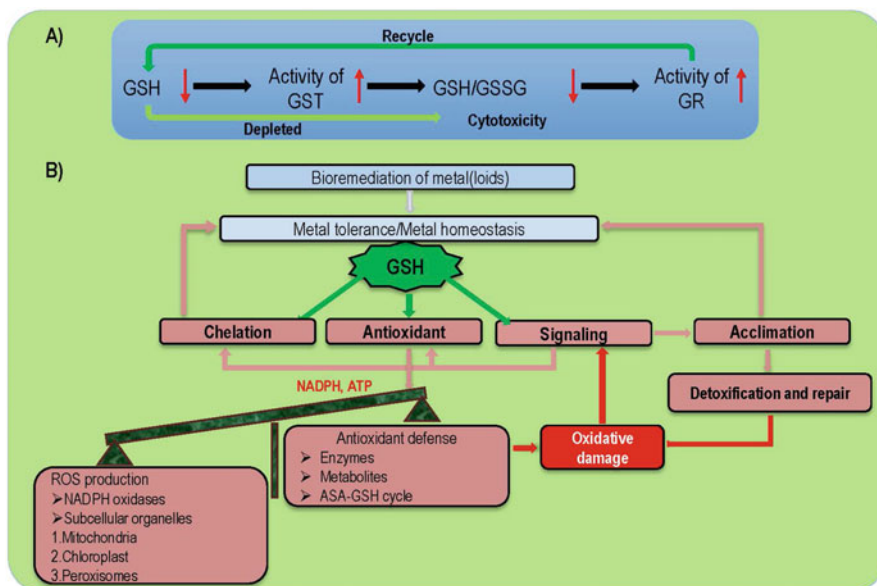 A)
Recycle
GSH
Activity of
GST
GSH/GSSG
Activity of
GR
Depleted
Cytotoxicity
B)
Bioremediation of metal(loids)
Metal tolerance/Metal homeostasis
GSH
Chelation
Antioxidant
Signaling
Acclimation
NADPH, ATP
Detoxification and repair
Antioxidant defense
➢ Enzymes
➢ Metabolites
➢ ASA-GSH cycle
Oxidative
damage
ROS production
➢NADPH oxidases
➢Subcellular organelles
1.Mitochondria
2.Chloroplast
3.Peroxisomes